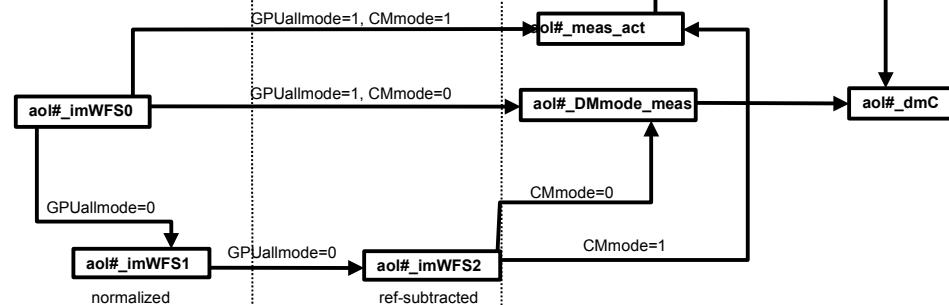 GPUallmode=1, CMmode=1
aol#_meas_act
GPUallmode=1, CMmode=0
aol#_imWFS0
aol#_DMmode_meas
aol#_dmC
CMmode=0
GPUallmode=0
CMmode=1
GPUallmode=0
aol#_imWFS1
aol#_imWFS2
normalized
ref-subtracted